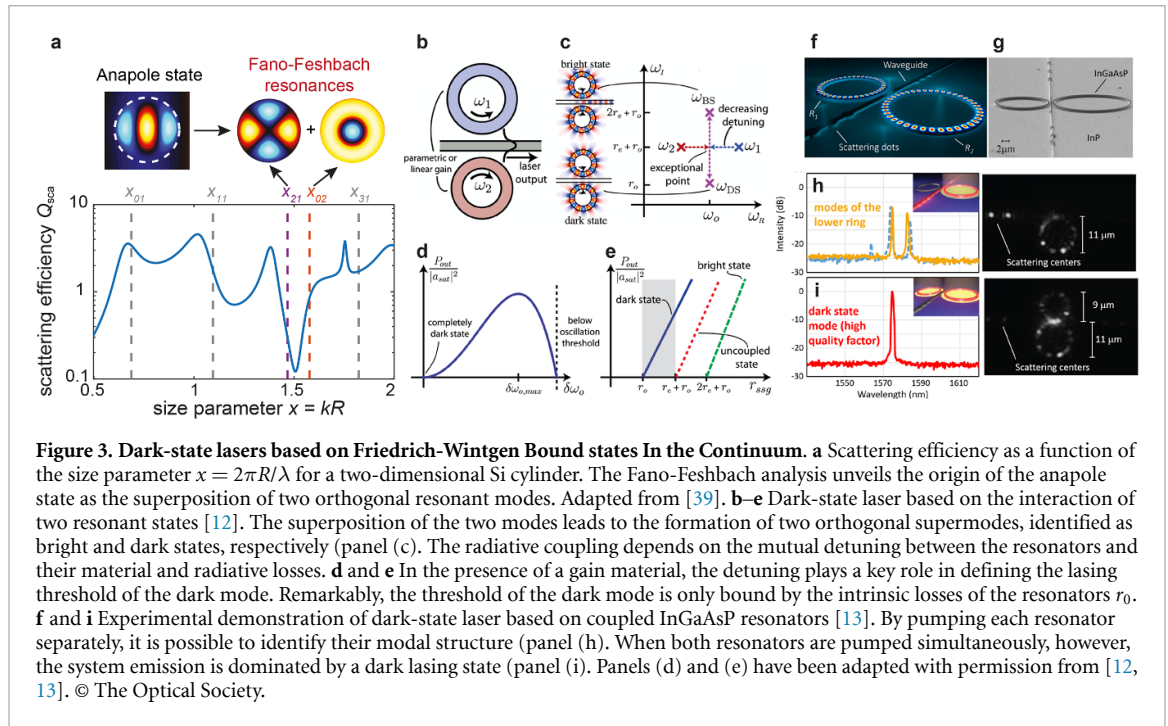 a
Anapole state
Fano-Feshbach
resonances
+
x01
x11
x21
x02
x31
scattering efficiency Qsca
10
1
0.1
0.5
1
1.5
2
size parameter x = kR
b
ω1
parametric or
linear gain
laser
output
ω2
c
bright state
dark state
ωI
2re + ro
re + ro
ro
ωBS
decreasing
detuning
ω2
ω1
exceptional
point
ωDS
ωo
ωR
d
Pout
|asat|²
completely
dark state
below
oscillation
threshold
δωo,max
δωo
e
Pout
|asat|²
bright state
dark state
uncoupled
state
ro
re + ro
2re + ro
rssg
f
Waveguide
R1
Scattering dots
R2
g
InGaAsP
2μm
InP
h
modes of the
lower ring
Intensity (dB)
0
-10
-20
-30
11 μm
Scattering centers
i
dark state
mode (high
quality factor)
0
-10
-20
-30
1550
1570
1590
1610
Wavelength (nm)
9 μm
11 μm
Scattering centers
Figure 3. Dark-state lasers based on Friedrich-Wintgen Bound states In the Continuum. a Scattering efficiency as a function of
the size parameter x = 2πR/λ for a two-dimensional Si cylinder. The Fano-Feshbach analysis unveils the origin of the anapole
state as the superposition of two orthogonal resonant modes. Adapted from [39]. b–e Dark-state laser based on the interaction of
two resonant states [12]. The superposition of the two modes leads to the formation of two orthogonal supermodes, identified as
bright and dark states, respectively (panel (c). The radiative coupling depends on the mutual detuning between the resonators and
their material and radiative losses. d and e In the presence of a gain material, the detuning plays a key role in defining the lasing
threshold of the dark mode. Remarkably, the threshold of the dark mode is only bound by the intrinsic losses of the resonators r0.
f and i Experimental demonstration of dark-state laser based on coupled InGaAsP resonators [13]. By pumping each resonator
separately, it is possible to identify their modal structure (panel (h). When both resonators are pumped simultaneously, however,
the system emission is dominated by a dark lasing state (panel (i). Panels (d) and (e) have been adapted with permission from [12,
13]. © The Optical Society.